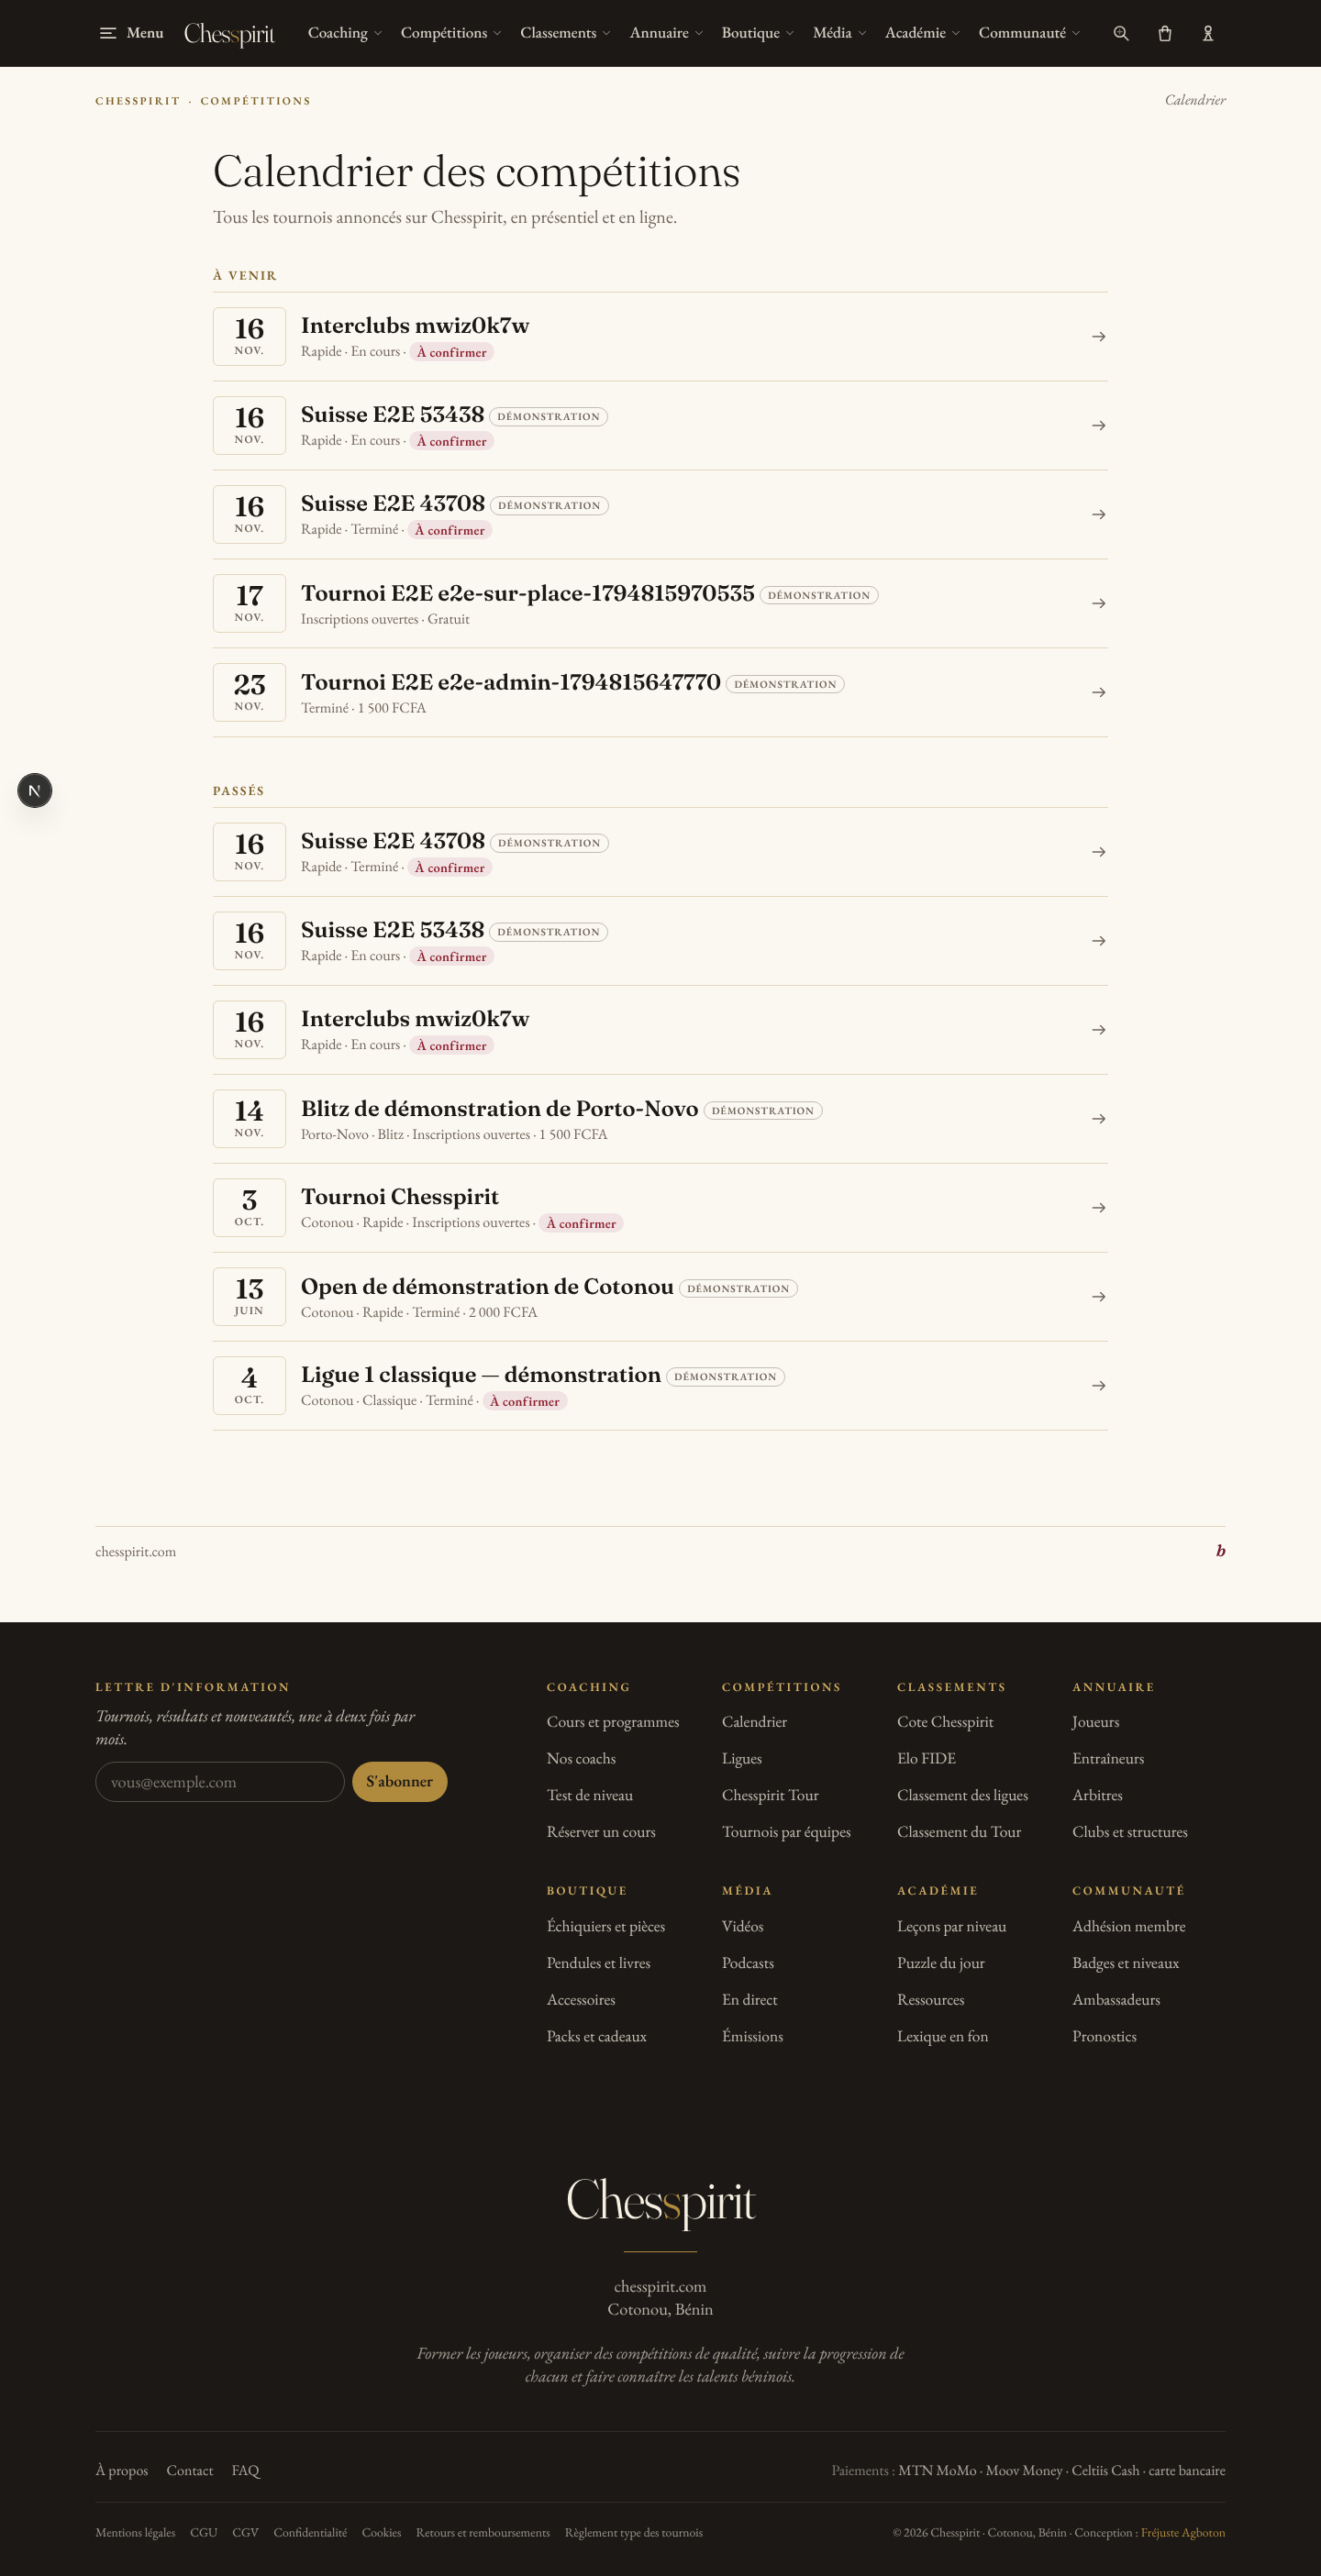 Menu Chesspirit Coaching Compétitions Classements Annuaire Boutique Média Académie Communauté
CHESSPIRIT · COMPÉTITIONS
Calendrier
Calendrier des compétitions
Tous les tournois annoncés sur Chesspirit, en présentiel et en ligne.
À VENIR
16 NOV.
Interclubs mwiz0k7w
Rapide · En cours · À confirmer
16 NOV.
Suisse E2E 53438 DÉMONSTRATION
Rapide · En cours · À confirmer
16 NOV.
Suisse E2E 43708 DÉMONSTRATION
Rapide · Terminé · À confirmer
17 NOV.
Tournoi E2E e2e-sur-place-1794815970535 DÉMONSTRATION
Inscriptions ouvertes · Gratuit
23 NOV.
Tournoi E2E e2e-admin-1794815647770 DÉMONSTRATION
Terminé · 1 500 FCFA
N
PASSÉS
16 NOV.
Suisse E2E 43708 DÉMONSTRATION
Rapide · Terminé · À confirmer
16 NOV.
Suisse E2E 53438 DÉMONSTRATION
Rapide · En cours · À confirmer
16 NOV.
Interclubs mwiz0k7w
Rapide · En cours · À confirmer
14 NOV.
Blitz de démonstration de Porto-Novo DÉMONSTRATION
Porto-Novo · Blitz · Inscriptions ouvertes · 1 500 FCFA
3 OCT.
Tournoi Chesspirit
Cotonou · Rapide · Inscriptions ouvertes · À confirmer
13 JUIN
Open de démonstration de Cotonou DÉMONSTRATION
Cotonou · Rapide · Terminé · 2 000 FCFA
4 OCT.
Ligue 1 classique — démonstration DÉMONSTRATION
Cotonou · Classique · Terminé · À confirmer
chesspirit.com
b
LETTRE D'INFORMATION
Tournois, résultats et nouveautés, une à deux fois par
mois.
vous@exemple.com S'abonner
COACHING
Cours et programmes
Nos coachs
Test de niveau
Réserver un cours
COMPÉTITIONS
Calendrier
Ligues
Chesspirit Tour
Tournois par équipes
CLASSEMENTS
Cote Chesspirit
Elo FIDE
Classement des ligues
Classement du Tour
ANNUAIRE
Joueurs
Entraîneurs
Arbitres
Clubs et structures
BOUTIQUE
Échiquiers et pièces
Pendules et livres
Accessoires
Packs et cadeaux
MÉDIA
Vidéos
Podcasts
En direct
Émissions
ACADÉMIE
Leçons par niveau
Puzzle du jour
Ressources
Lexique en fon
COMMUNAUTÉ
Adhésion membre
Badges et niveaux
Ambassadeurs
Pronostics
Chesspirit
chesspirit.com
Cotonou, Bénin
Former les joueurs, organiser des compétitions de qualité, suivre la progression de
chacun et faire connaître les talents béninois.
À propos Contact FAQ
Paiements : MTN MoMo · Moov Money · Celtiis Cash · carte bancaire
Mentions légales CGU CGV Confidentialité Cookies Retours et remboursements Règlement type des tournois
© 2026 Chesspirit · Cotonou, Bénin · Conception : Fréjuste Agboton